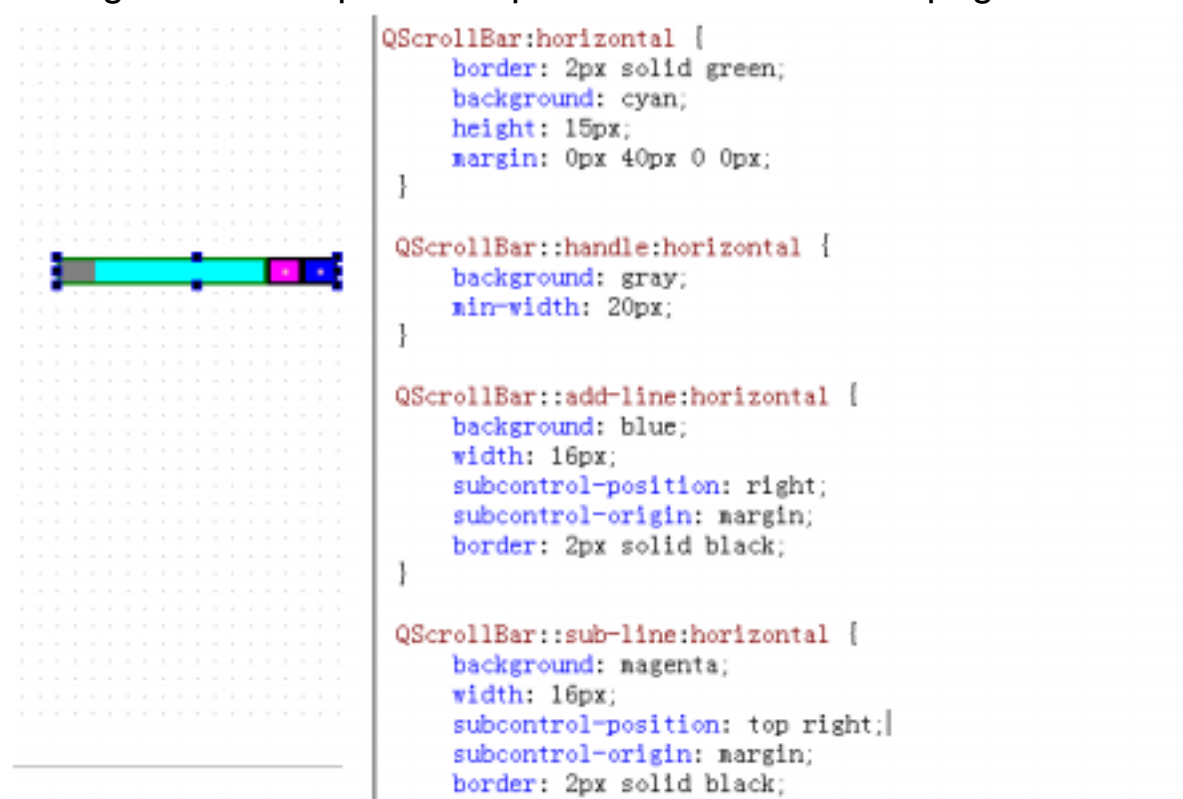 QScrollBar:horizontal {
border: 2px solid green;
background: cyan;
height: 15px;
margin: 0px 40px 0 0px;
}
QScrollBar::handle:horizontal {
background: gray;
min-width: 20px;
}
QScrollBar::add-line:horizontal {
background: blue;
width: 16px;
subcontrol-position: right;
subcontrol-origin: margin;
border: 2px solid black;
}
QScrollBar::sub-line:horizontal {
background: magenta;
width: 16px;
subcontrol-position: top right;
subcontrol-origin: margin;
border: 2px solid black;